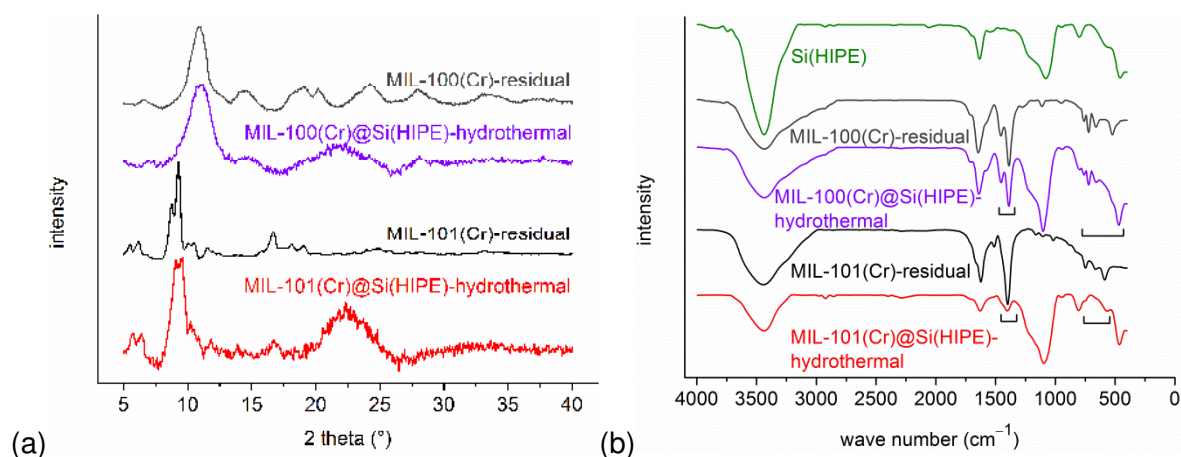 (a)
intensity
MIL-100(Cr)-residual
MIL-100(Cr)@Si(HIPE)-hydrothermal
MIL-101(Cr)-residual
MIL-101(Cr)@Si(HIPE)-hydrothermal
5 10 15 20 25 30 35 40
2 theta (°)
(b)
intensity
Si(HIPE)
MIL-100(Cr)-residual
MIL-100(Cr)@Si(HIPE)-
hydrothermal
MIL-101(Cr)-residual
MIL-101(Cr)@Si(HIPE)-
hydrothermal
4000 3500 3000 2500 2000 1500 1000 500 0
wave number (cm⁻¹)